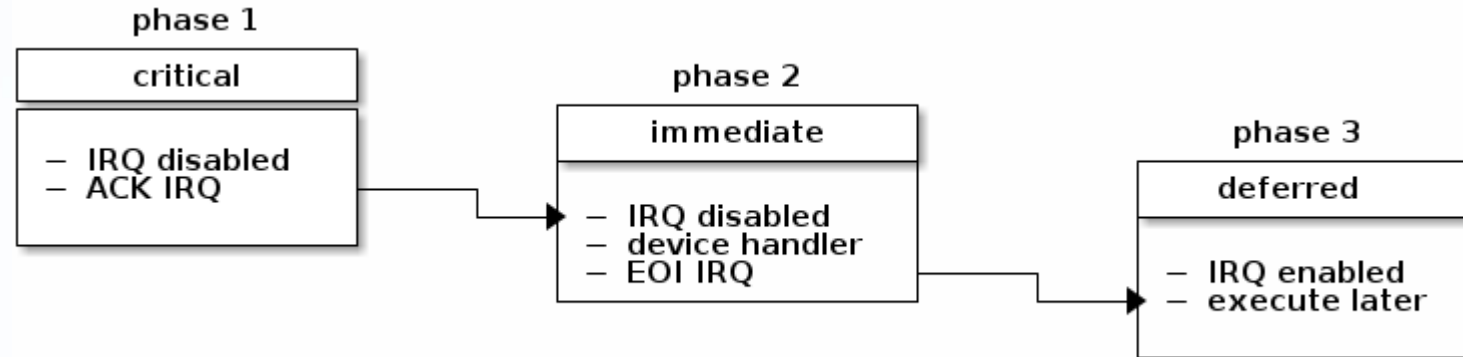 phase 1
critical
– IRQ disabled
– ACK IRQ
phase 2
immediate
– IRQ disabled
– device handler
– EOI IRQ
phase 3
deferred
– IRQ enabled
– execute later